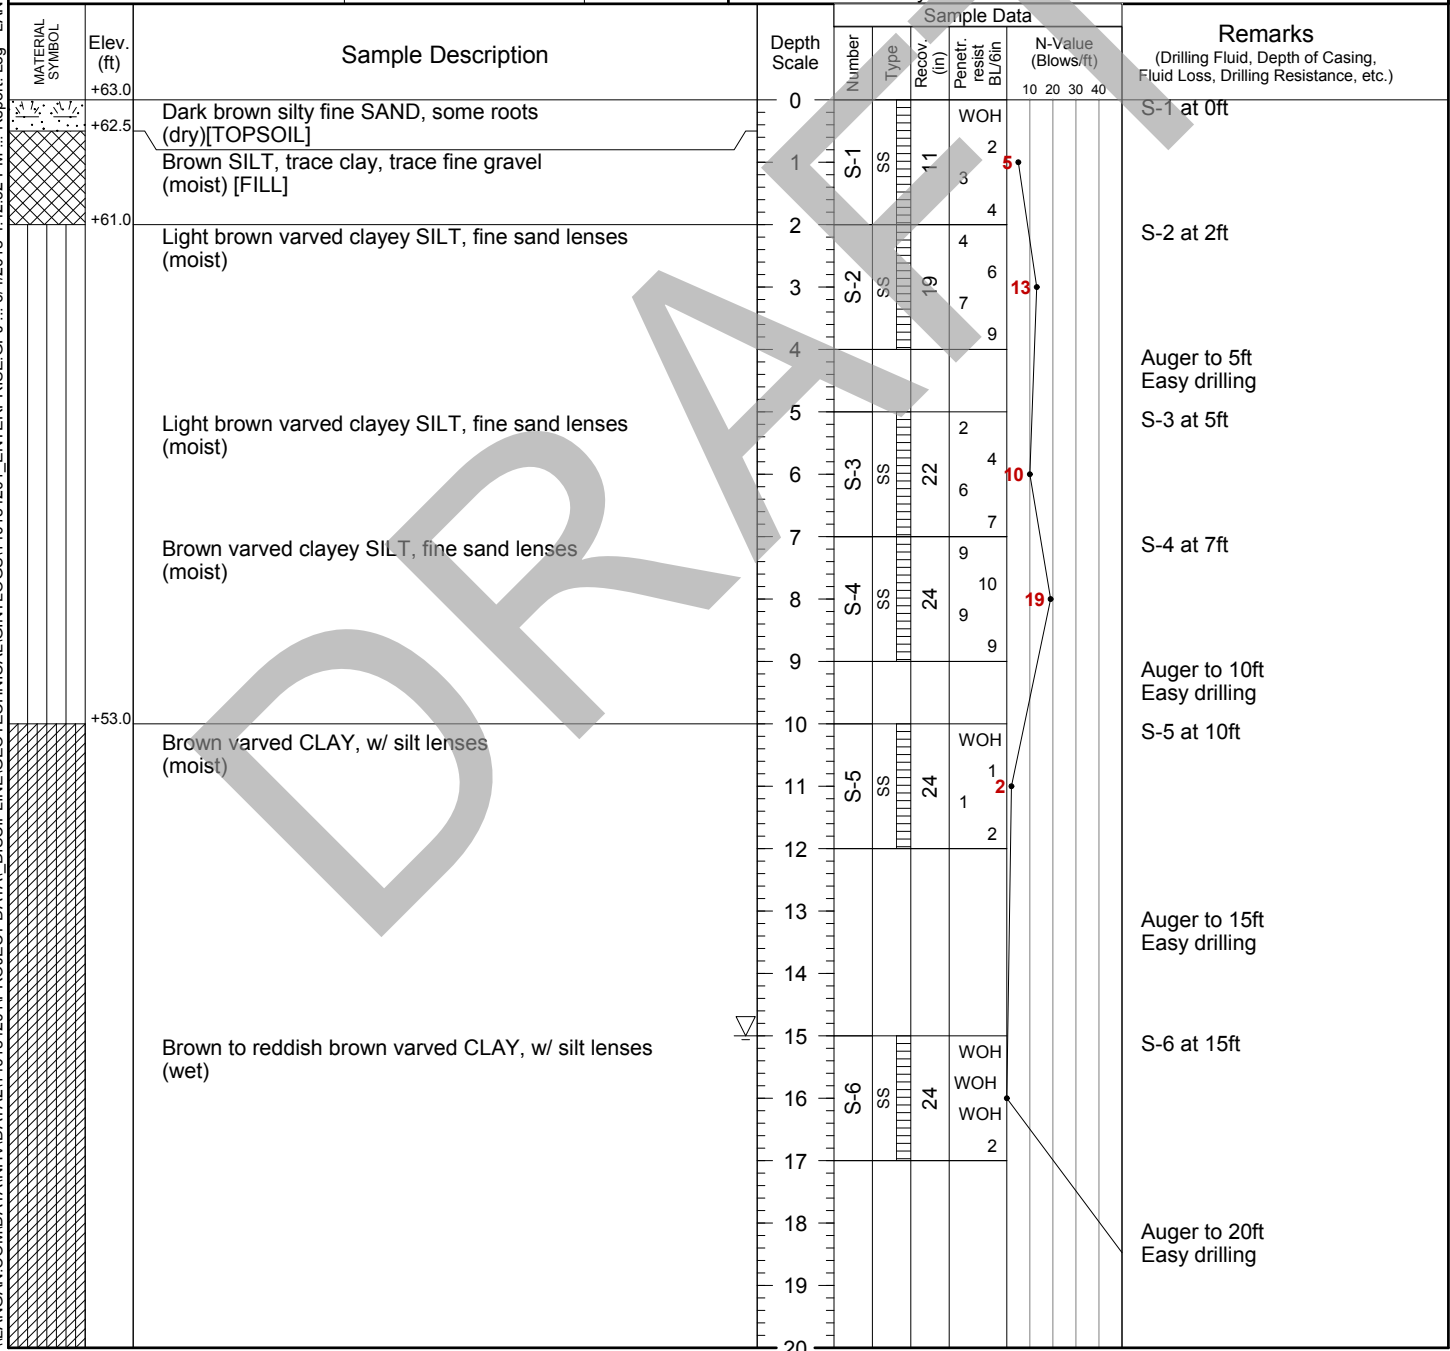 Sample Data
MATERIAL
SYMBOL
Elev.
(ft)
Sample Description
Depth
Scale
Number
Type
Recov.
(in)
Penetr.
resist
BL/6in
N-Value
(Blows/ft)
10 20 30 40
Remarks
(Drilling Fluid, Depth of Casing,
Fluid Loss, Drilling Resistance, etc.)
+63.0
0
Dark brown silty fine SAND, some roots
(dry)[TOPSOIL]
+62.5
WOH
S-1 at 0ft
Brown SILT, trace clay, trace fine gravel
(moist) [FILL]
1
S-1
SS
11
2
3
4
5
+61.0
2
Light brown varved clayey SILT, fine sand lenses
(moist)
S-2 at 2ft
3
S-2
SS
19
4
6
7
9
13
4
Auger to 5ft
Easy drilling
5
Light brown varved clayey SILT, fine sand lenses
(moist)
S-3 at 5ft
6
S-3
SS
22
2
4
6
7
10
7
Brown varved clayey SILT, fine sand lenses
(moist)
S-4 at 7ft
8
S-4
SS
24
9
10
9
9
19
9
Auger to 10ft
Easy drilling
+53.0
10
Brown varved CLAY, w/ silt lenses
(moist)
S-5 at 10ft
11
S-5
SS
24
WOH
1
1
2
2
12
13
Auger to 15ft
Easy drilling
14
15
Brown to reddish brown varved CLAY, w/ silt lenses
(wet)
S-6 at 15ft
16
S-6
SS
24
WOH
WOH
WOH
2
17
18
Auger to 20ft
Easy drilling
19
20
DRAFT